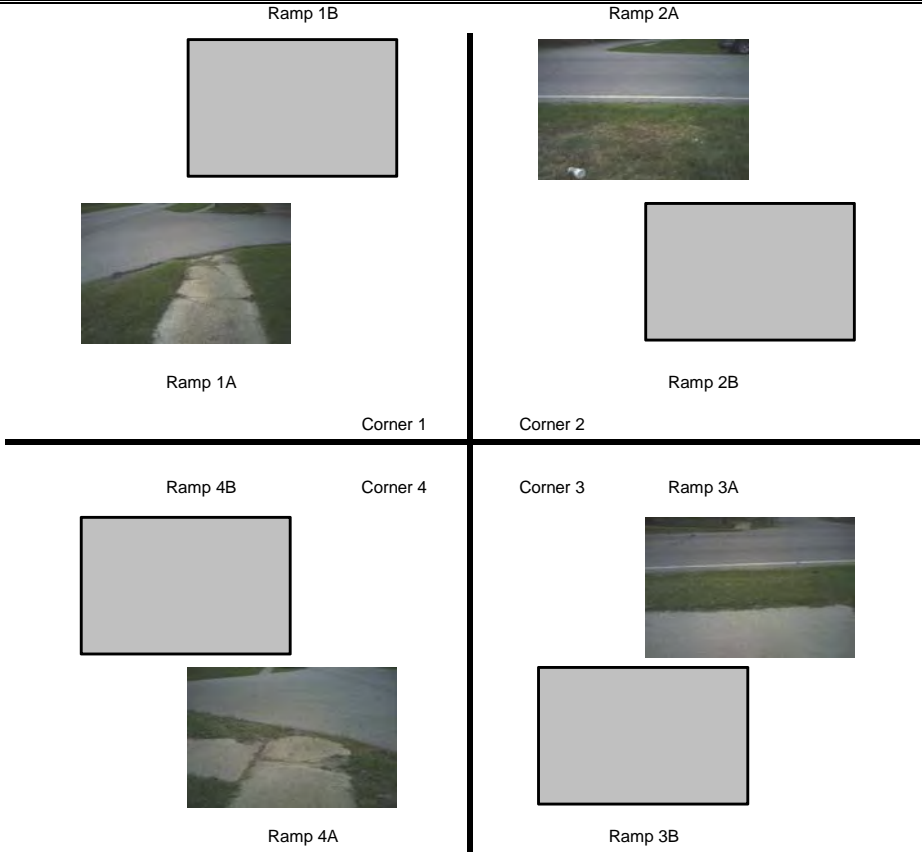 Ramp 1B
Ramp 2A
Ramp 1A
Ramp 2B
Corner 1
Corner 2
Ramp 4B
Corner 4
Corner 3
Ramp 3A
Ramp 4A
Ramp 3B